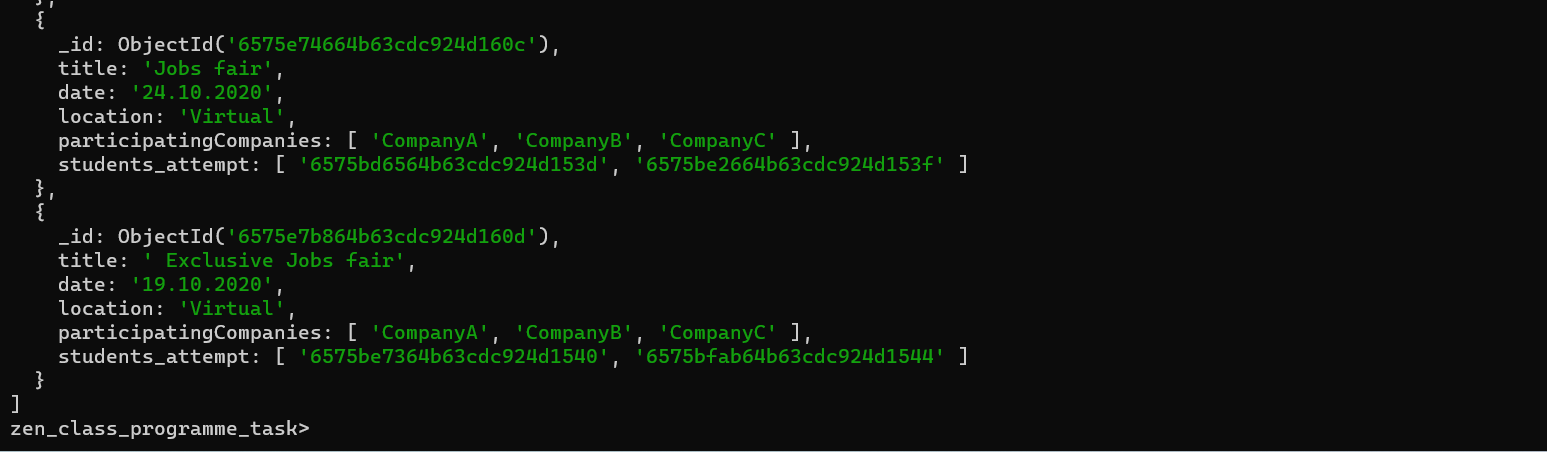 },
{
_id: ObjectId('6575e74664b63cdc924d160c'),
title: 'Jobs fair',
date: '24.10.2020',
location: 'Virtual',
participatingCompanies: [ 'CompanyA', 'CompanyB', 'CompanyC' ],
students_attempt: [ '6575bd6564b63cdc924d153d', '6575be2664b63cdc924d153f' ]
},
{
_id: ObjectId('6575e7b864b63cdc924d160d'),
title: ' Exclusive Jobs fair',
date: '19.10.2020',
location: 'Virtual',
participatingCompanies: [ 'CompanyA', 'CompanyB', 'CompanyC' ],
students_attempt: [ '6575be7364b63cdc924d1540', '6575bfab64b63cdc924d1544' ]
}
]
zen_class_programme_task>